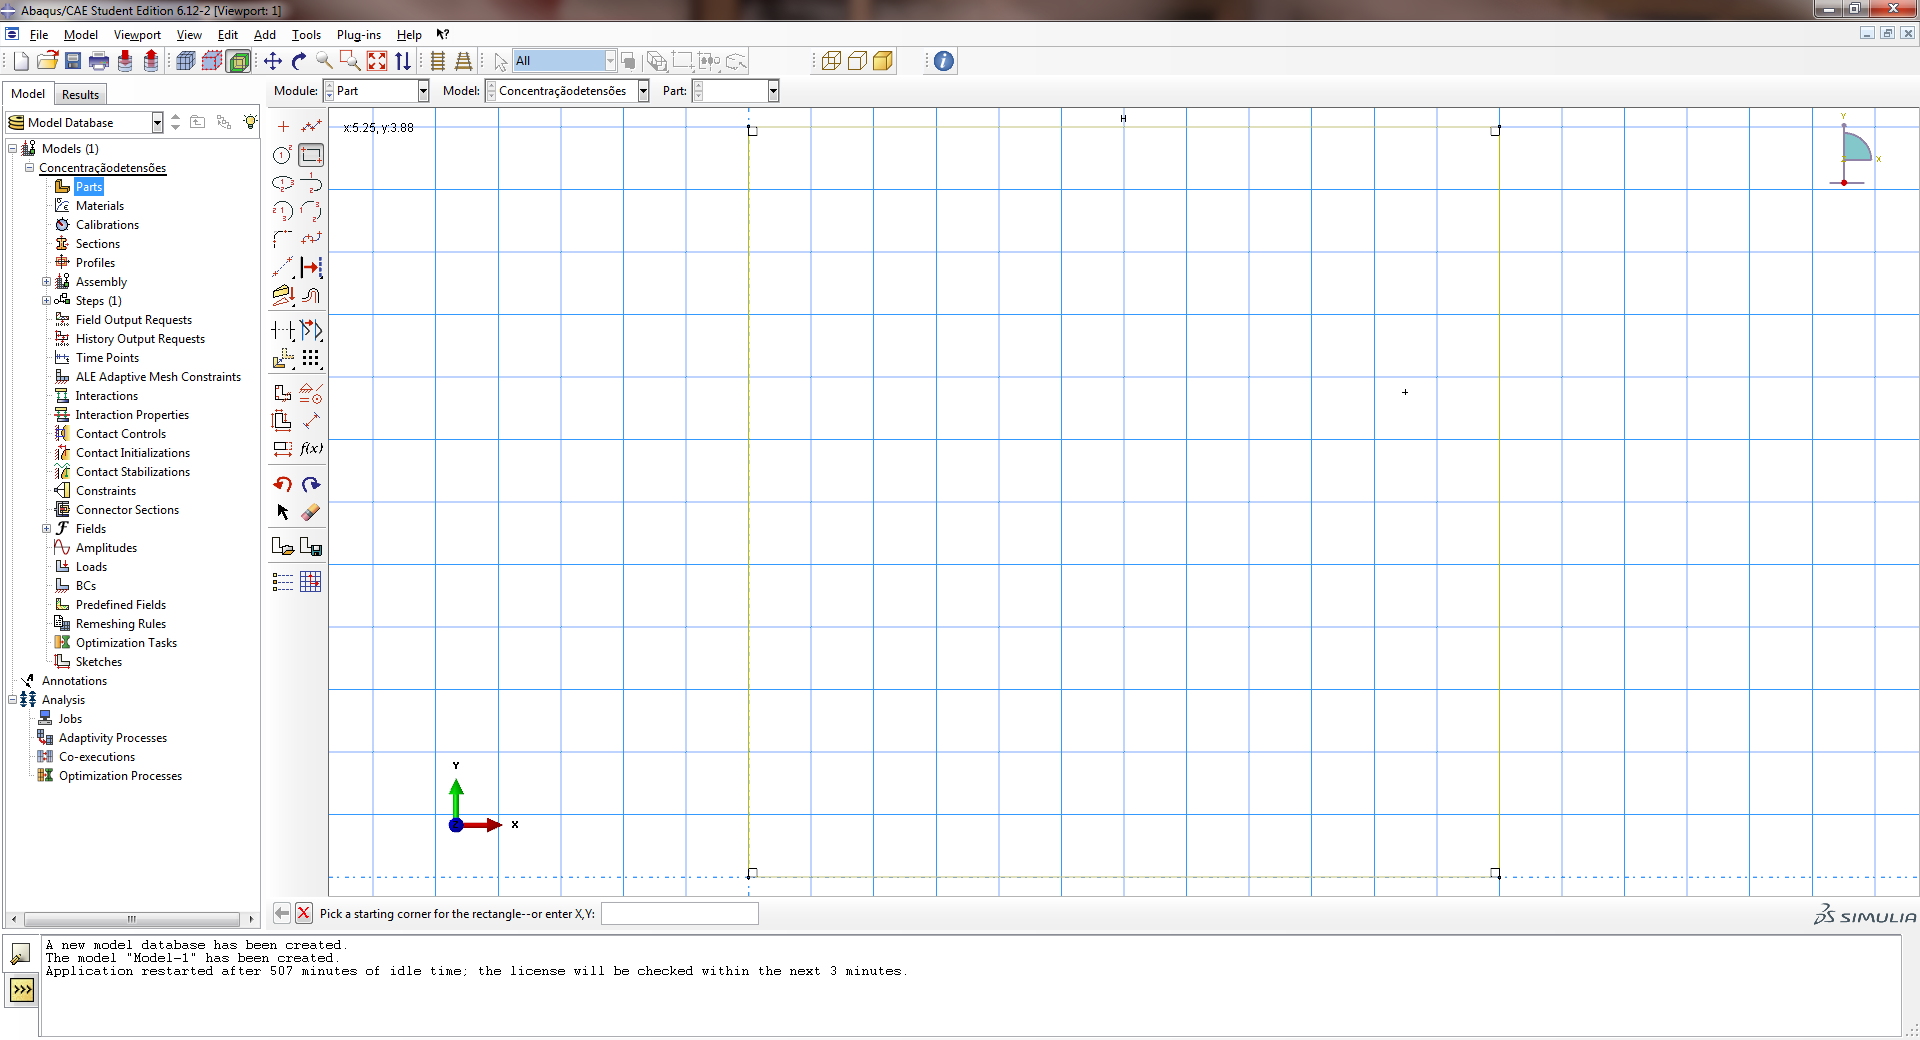 Abaqus/CAE Student Edition 6.12-2 [Viewport: 1]
File Model Viewport View Edit Add Tools Plug-ins Help
All
Model Results
Module: Part Model: Concentraçãodetensões Part:
Model Database
Models (1)
Concentraçãodetensões
Parts
Materials
Calibrations
Sections
Profiles
Assembly
Steps (1)
Field Output Requests
History Output Requests
Time Points
ALE Adaptive Mesh Constraints
Interactions
Interaction Properties
Contact Controls
Contact Initializations
Contact Stabilizations
Constraints
Connector Sections
Fields
Amplitudes
Loads
BCs
Predefined Fields
Remeshing Rules
Optimization Tasks
Sketches
Annotations
Analysis
Jobs
Adaptivity Processes
Co-executions
Optimization Processes
f(x)
x:5.25, y:3.88
H
Y
X
Y
X
Pick a starting corner for the rectangle--or enter X,Y:
SIMULIA
A new model database has been created.
The model "Model-1" has been created.
Application restarted after 507 minutes of idle time; the license will be checked within the next 3 minutes.
>>>